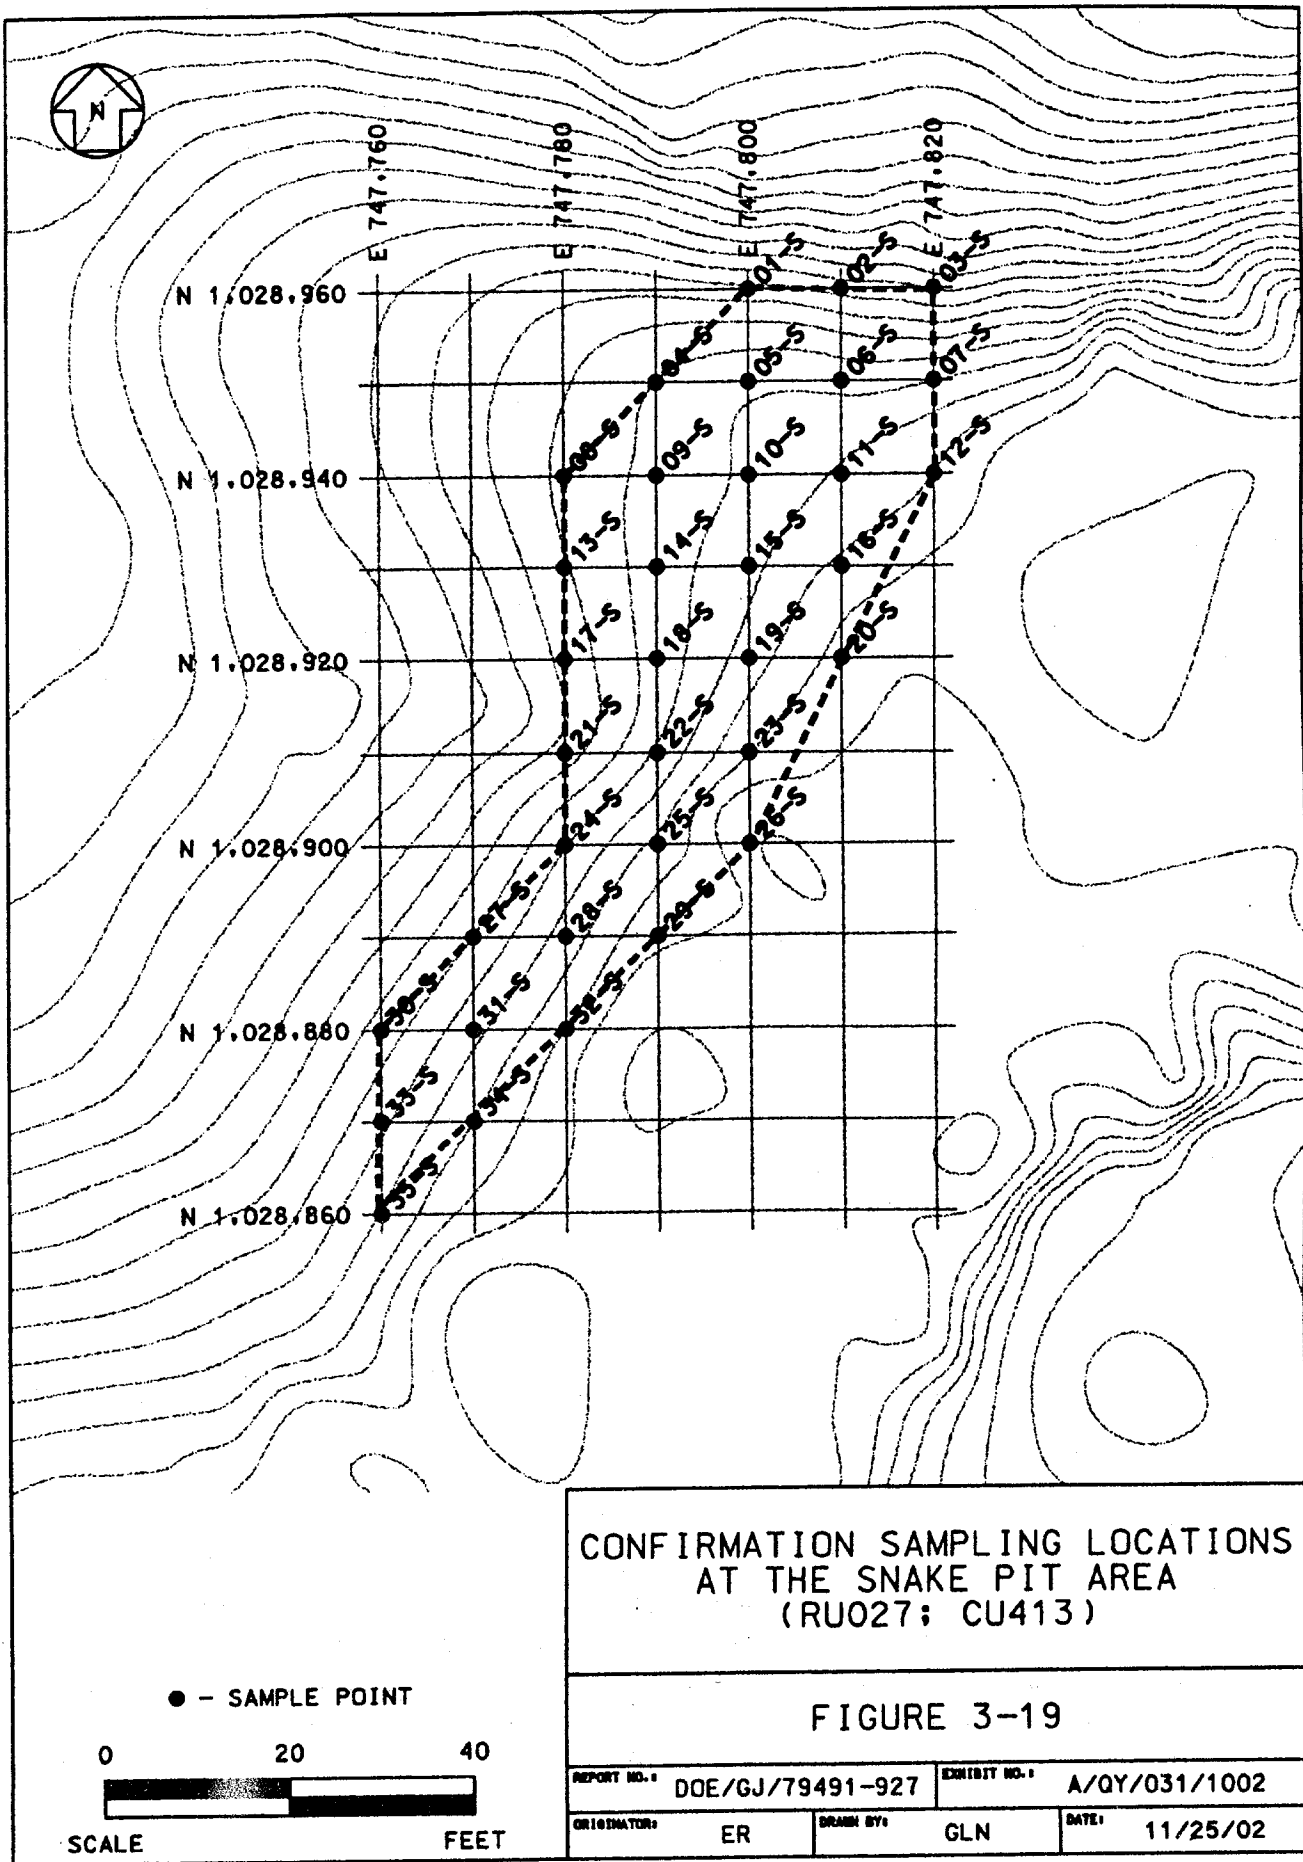 N
E 747.760
E 747.780
E 747.800
E 747.820
01-S
02-S
03-S
N 1.028.960
04-S
05-S
06-S
07-S
08-S
09-S
10-S
11-S
12-S
N 1.028.940
13-S
14-S
15-S
16-S
17-S
18-S
19-S
20-S
N 1.028.920
21-S
22-S
23-S
24-S
25-S
26-S
N 1.028.900
27-S
28-S
29-S
30-S
31-S
32-S
N 1.028.880
33-S
34-S
35-S
N 1.028.860
CONFIRMATION SAMPLING LOCATIONS
AT THE SNAKE PIT AREA
(RU027; CU413)
● - SAMPLE POINT
FIGURE 3-19
0 20 40
SCALE FEET
REPORT NO.: DOE/GJ/79491-927
EXHIBIT NO.: A/QY/031/1002
ORIGINATOR: ER
DRAWN BY: GLN
DATE: 11/25/02